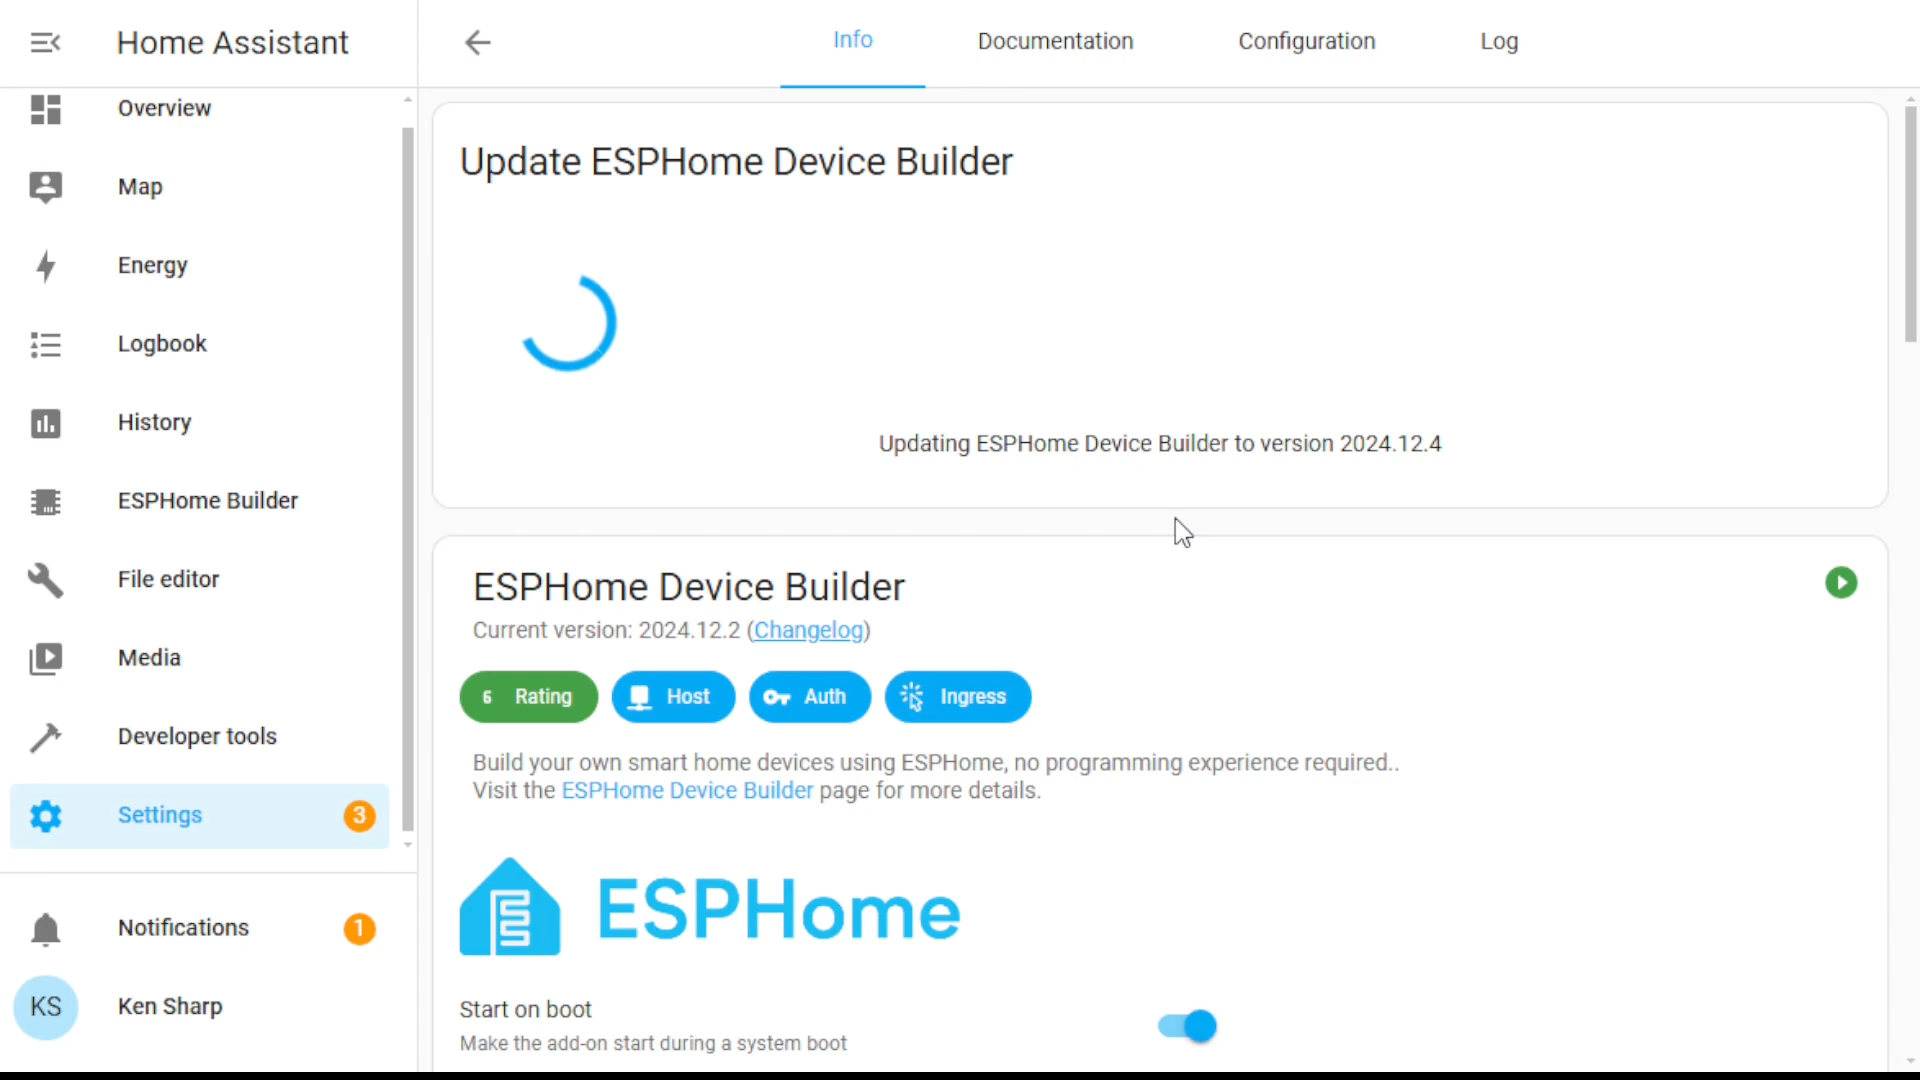 Home Assistant
Overview
Map
Energy
Logbook
History
ESPHome Builder
File editor
Media
Developer tools
Settings 3
Notifications 1
KS Ken Sharp
Info Documentation Configuration Log
Update ESPHome Device Builder
Updating ESPHome Device Builder to version 2024.12.4
ESPHome Device Builder
Current version: 2024.12.2 (Changelog)
6 Rating Host Auth Ingress
Build your own smart home devices using ESPHome, no programming experience required..
Visit the ESPHome Device Builder page for more details.
ESPHome
Start on boot
Make the add-on start during a system boot